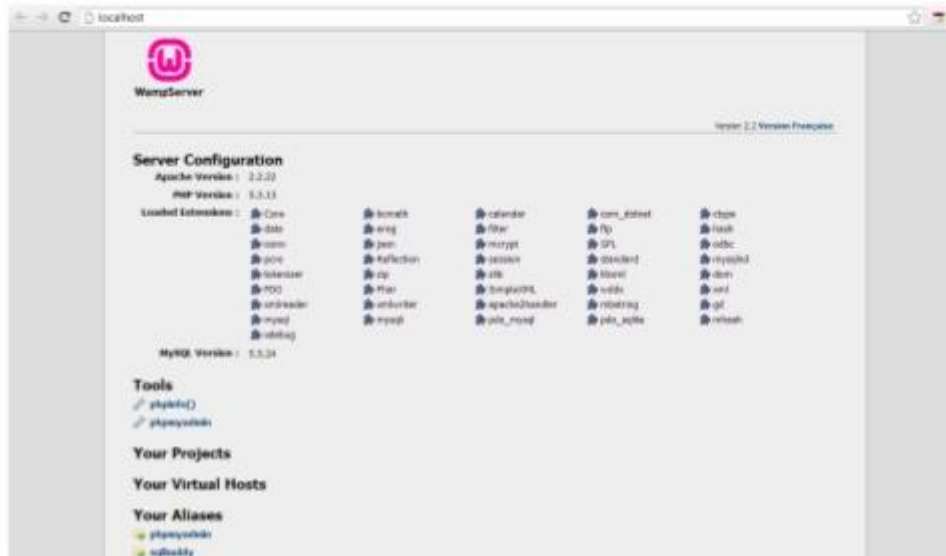 localhost
WampServer
Version 2.2 Version Française
Server Configuration
Apache Version : 2.2.22
PHP Version : 5.3.13
Loaded Extensions : Core bcmath calendar com_dotnet ctype
date ereg filter ftp hash
iconv json mcrypt SPL odbc
pcre Reflection session standard mysqlnd
tokenizer zip zlib libxml dom
PDO Phar SimpleXML wddx xml
xmlreader xmlwriter apache2handler mbstring gd
mysql mysqli pdo_mysql pdo_sqlite mhash
xdebug
MySQL Version : 5.5.24
Tools
phpinfo()
phpmyadmin
Your Projects
Your Virtual Hosts
Your Aliases
phpmyadmin
sqlbuddy